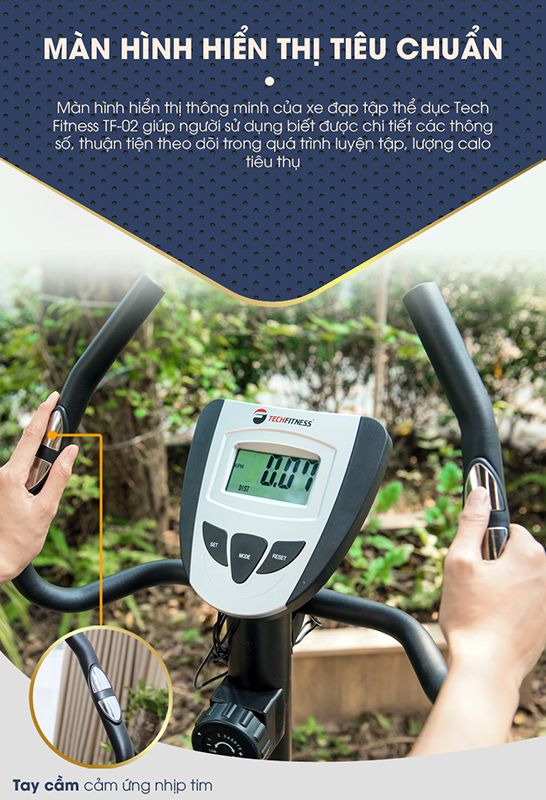 MÀN HÌNH HIỂN THỊ TIÊU CHUẨN
Màn hình hiển thị thông minh của xe đạp tập thể dục Tech
Fitness TF-02 giúp người sử dụng biết được chi tiết các thông
số, thuận tiện theo dõi trong quá trình luyện tập, lượng calo
tiêu thụ
TECHFITNESS
RPM
0.07
DIST
SET
MODE
RESET
Tay cầm cảm ứng nhịp tim